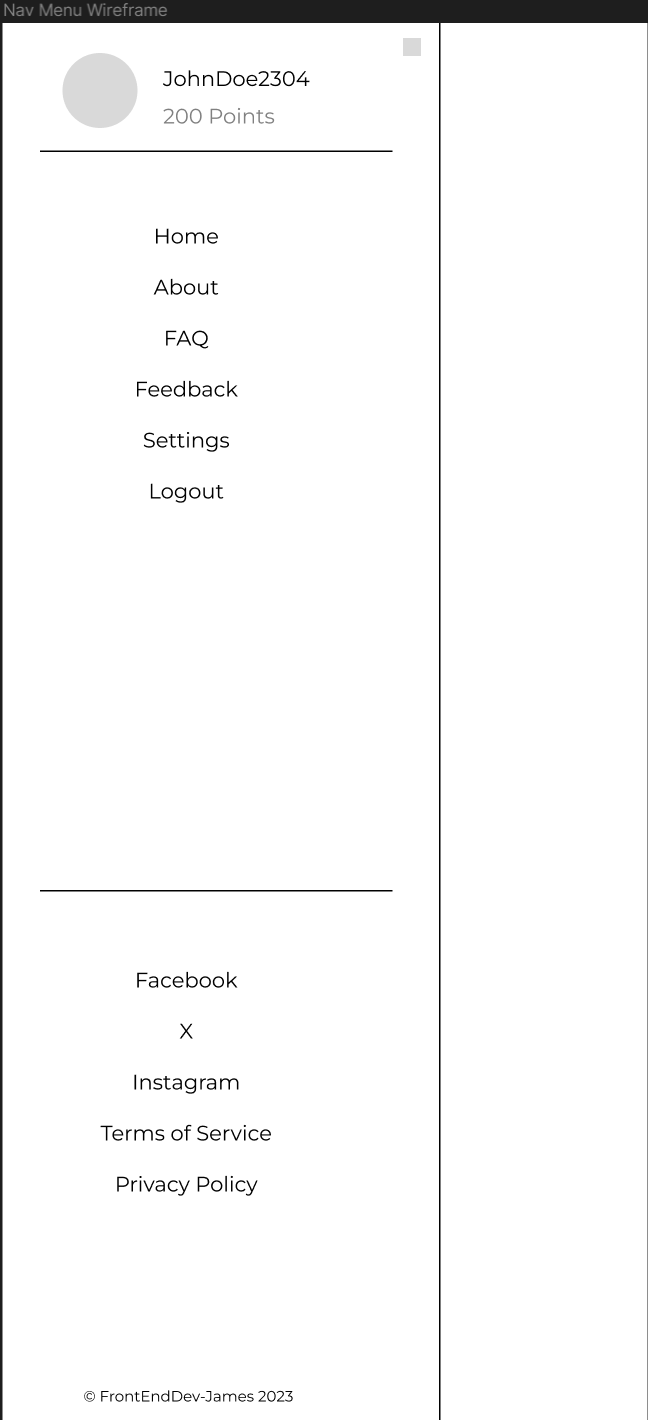 Nav Menu Wireframe
JohnDoe2304
200 Points
Home
About
FAQ
Feedback
Settings
Logout
Facebook
X
Instagram
Terms of Service
Privacy Policy
© FrontEndDev-James 2023